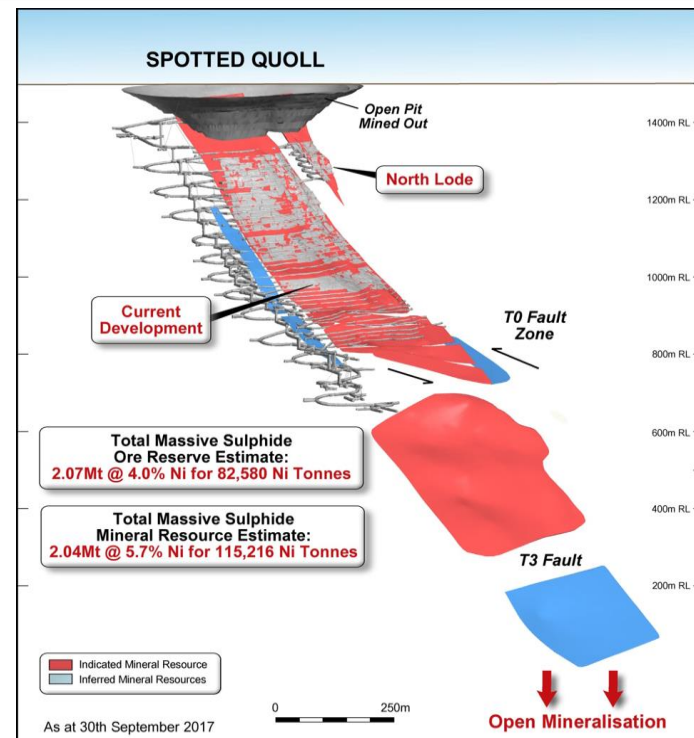 SPOTTED QUOLL
Open Pit
Mined Out
1400m RL
North Lode
1200m RL
1000m RL
Current
Development
T0 Fault
Zone
800m RL
600m RL
Total Massive Sulphide
Ore Reserve Estimate:
2.07Mt @ 4.0% Ni for 82,580 Ni Tonnes
400m RL
Total Massive Sulphide
Mineral Resource Estimate:
2.04Mt @ 5.7% Ni for 115,216 Ni Tonnes
T3 Fault
200m RL
Indicated Mineral Resource
Inferred Mineral Resources
0 250m
As at 30th September 2017
Open Mineralisation